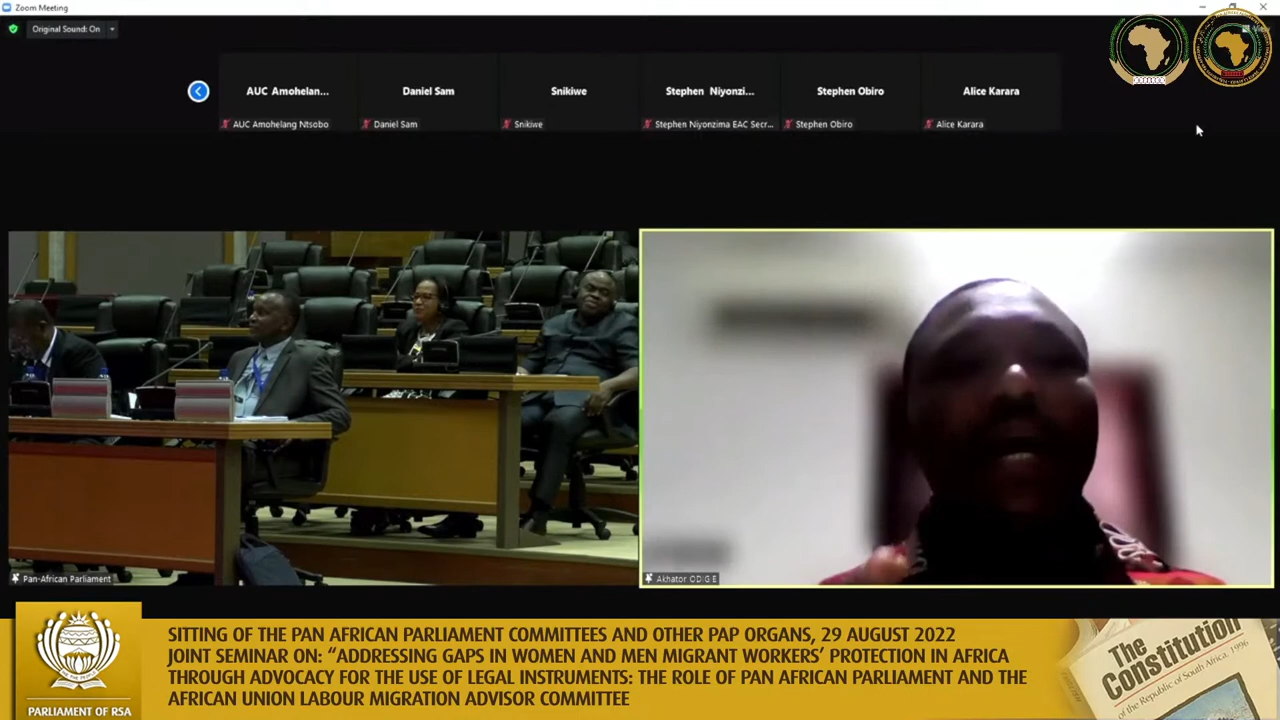 Zoom Meeting
Original Sound: On
View
AUC Amohelan...
Daniel Sam
Snikiwe
Stephen Niyonzi...
Stephen Obiro
Alice Karara
AUC Amohelang Ntsobo
Daniel Sam
Snikiwe
Stephen Niyonzima EAC Secr...
Stephen Obiro
Alice Karara
Pan-African Parliament
Akhator ODIGIE
SITTING OF THE PAN AFRICAN PARLIAMENT COMMITTEES AND OTHER PAP ORGANS, 29 AUGUST 2022
JOINT SEMINAR ON: “ADDRESSING GAPS IN WOMEN AND MEN MIGRANT WORKERS’ PROTECTION IN AFRICA
THROUGH ADVOCACY FOR THE USE OF LEGAL INSTRUMENTS: THE ROLE OF PAN AFRICAN PARLIAMENT AND THE
AFRICAN UNION LABOUR MIGRATION ADVISOR COMMITTEE
PARLIAMENT OF RSA
The
Constitution
of the Republic of South Africa, 1996